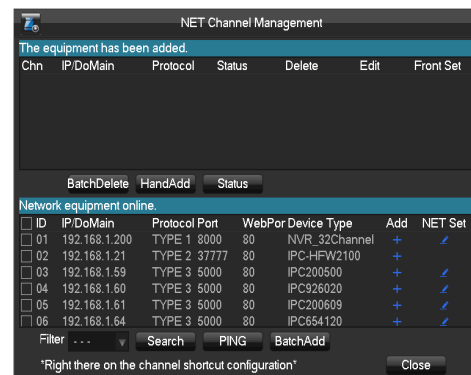 NET Channel Management
The equipment has been added.
Chn IP/DoMain Protocol Status Delete Edit Front Set
BatchDelete HandAdd Status
Network equipment online.
ID IP/DoMain Protocol Port WebPor Device Type Add NET Set
01 192.168.1.200 TYPE 1 8000 80 NVR_32Channel +
02 192.168.1.21 TYPE 2 37777 80 IPC-HFW2100 +
03 192.168.1.59 TYPE 3 5000 80 IPC200500 +
04 192.168.1.60 TYPE 3 5000 80 IPC926020 +
05 192.168.1.61 TYPE 3 5000 80 IPC200609 +
06 192.168.1.64 TYPE 3 5000 80 IPC654120 +
Filter - - - Search PING BatchAdd
*Right there on the channel shortcut configuration* Close